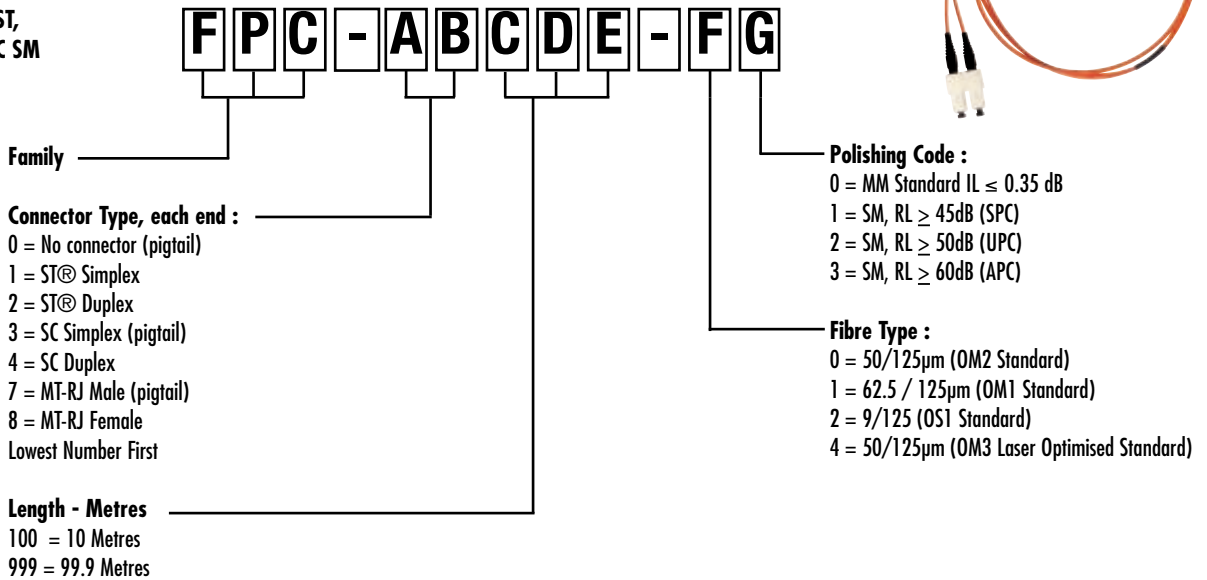 ST,
C SM
FPC-ABCDE-FG
Family
Connector Type, each end :
0 = No connector (pigtail)
1 = ST® Simplex
2 = ST® Duplex
3 = SC Simplex (pigtail)
4 = SC Duplex
7 = MT-RJ Male (pigtail)
8 = MT-RJ Female
Lowest Number First
Length - Metres
100 = 10 Metres
999 = 99.9 Metres
Polishing Code :
0 = MM Standard IL ≤ 0.35 dB
1 = SM, RL ≥ 45dB (SPC)
2 = SM, RL ≥ 50dB (UPC)
3 = SM, RL ≥ 60dB (APC)
Fibre Type :
0 = 50/125µm (OM2 Standard)
1 = 62.5 / 125µm (OM1 Standard)
2 = 9/125 (OS1 Standard)
4 = 50/125µm (OM3 Laser Optimised Standard)